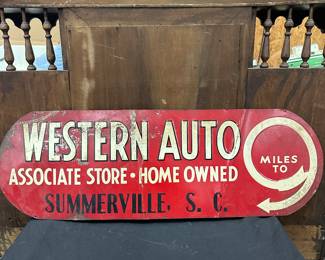 WESTERN AUTO
ASSOCIATE STORE • HOME OWNED
SUMMERVILLE, S. C.
MILES
TO